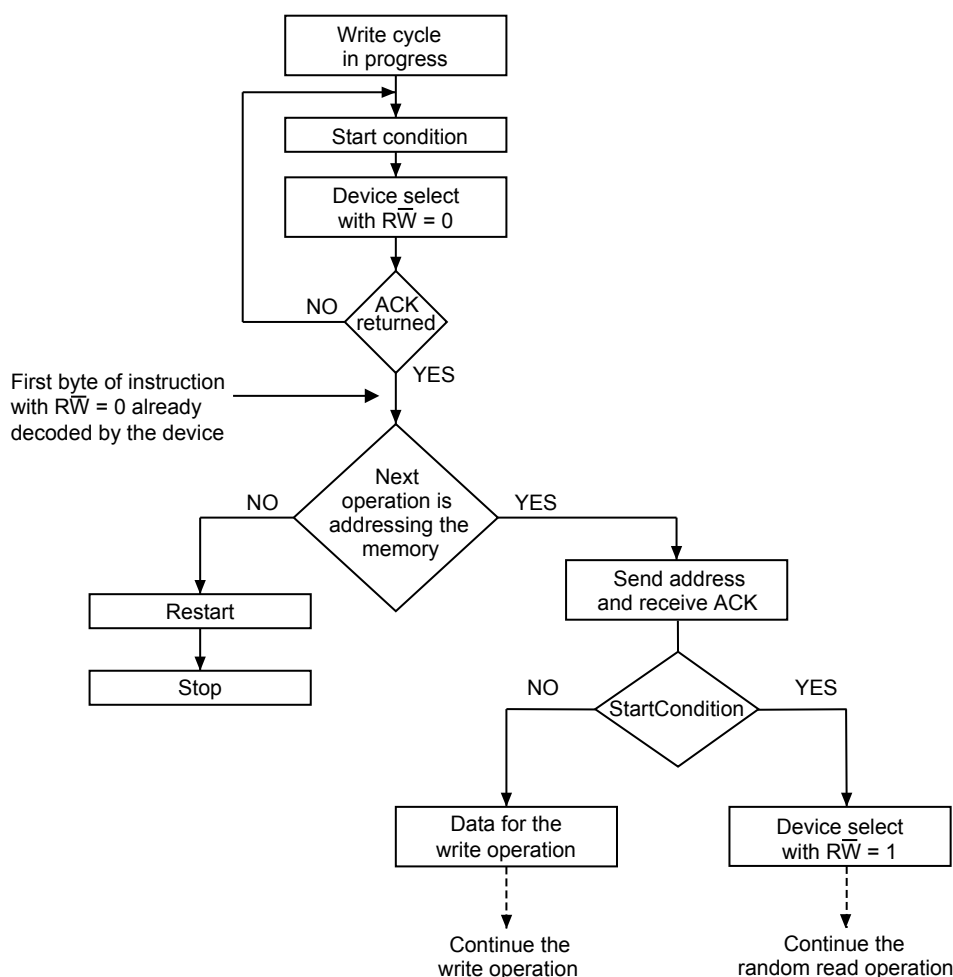 Write cycle
in progress
Start condition
Device select
with RW̅ = 0
NO
ACK
returned
YES
First byte of instruction
with RW̅ = 0 already
decoded by the device
Next
operation is
addressing the
memory
NO
YES
Send address
and receive ACK
Restart
Stop
StartCondition
NO
YES
Data for the
write operation
Device select
with RW̅ = 1
Continue the
write operation
Continue the
random read operation